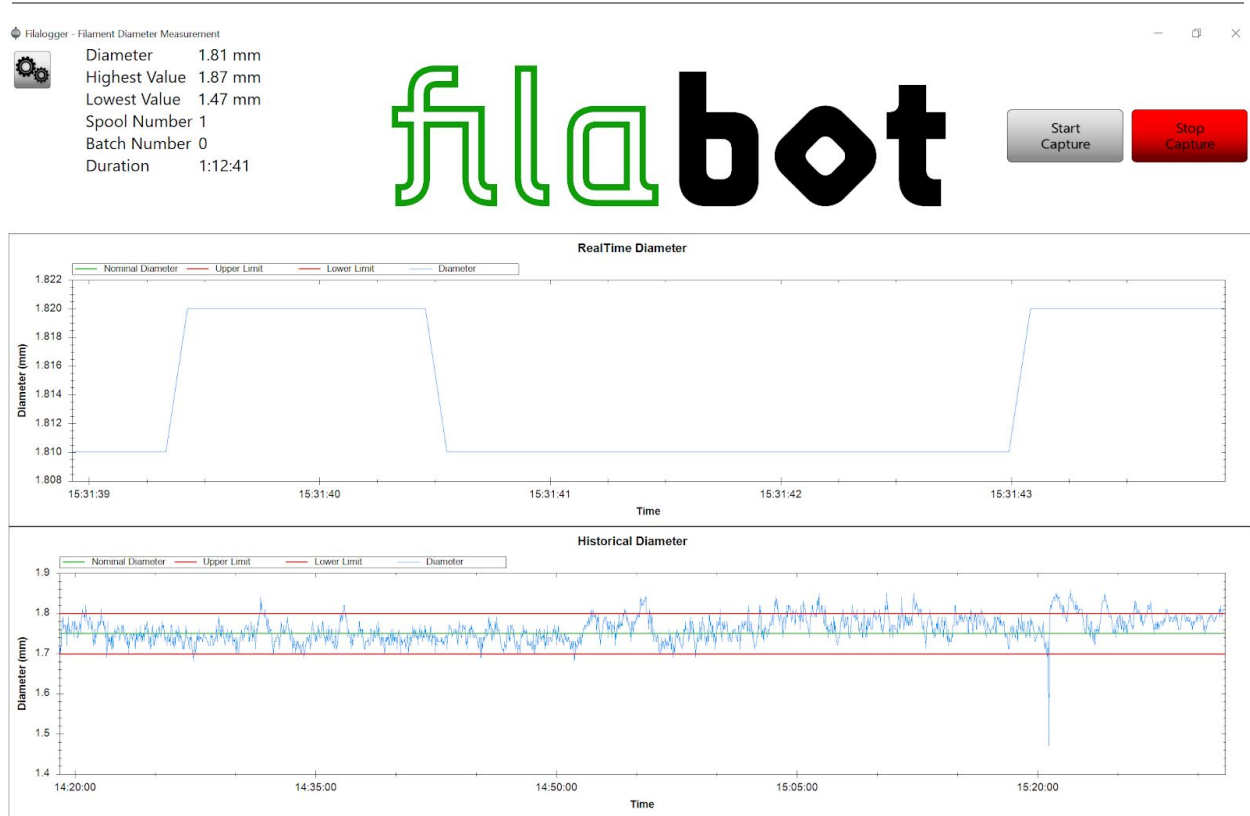 Filalogger - Filament Diameter Measurement
Diameter 1.81 mm
Highest Value 1.87 mm
Lowest Value 1.47 mm
Spool Number 1
Batch Number 0
Duration 1:12:41
filabot
Start
Capture
Stop
Capture
RealTime Diameter
Nominal Diameter Upper Limit Lower Limit Diameter
1.822
1.820
1.818
1.816
1.814
1.812
1.810
1.808
Diameter (mm)
15:31:39 15:31:40 15:31:41 15:31:42 15:31:43
Time
Historical Diameter
Nominal Diameter Upper Limit Lower Limit Diameter
1.9
1.8
1.7
1.6
1.5
1.4
Diameter (mm)
14:20:00 14:35:00 14:50:00 15:05:00 15:20:00
Time